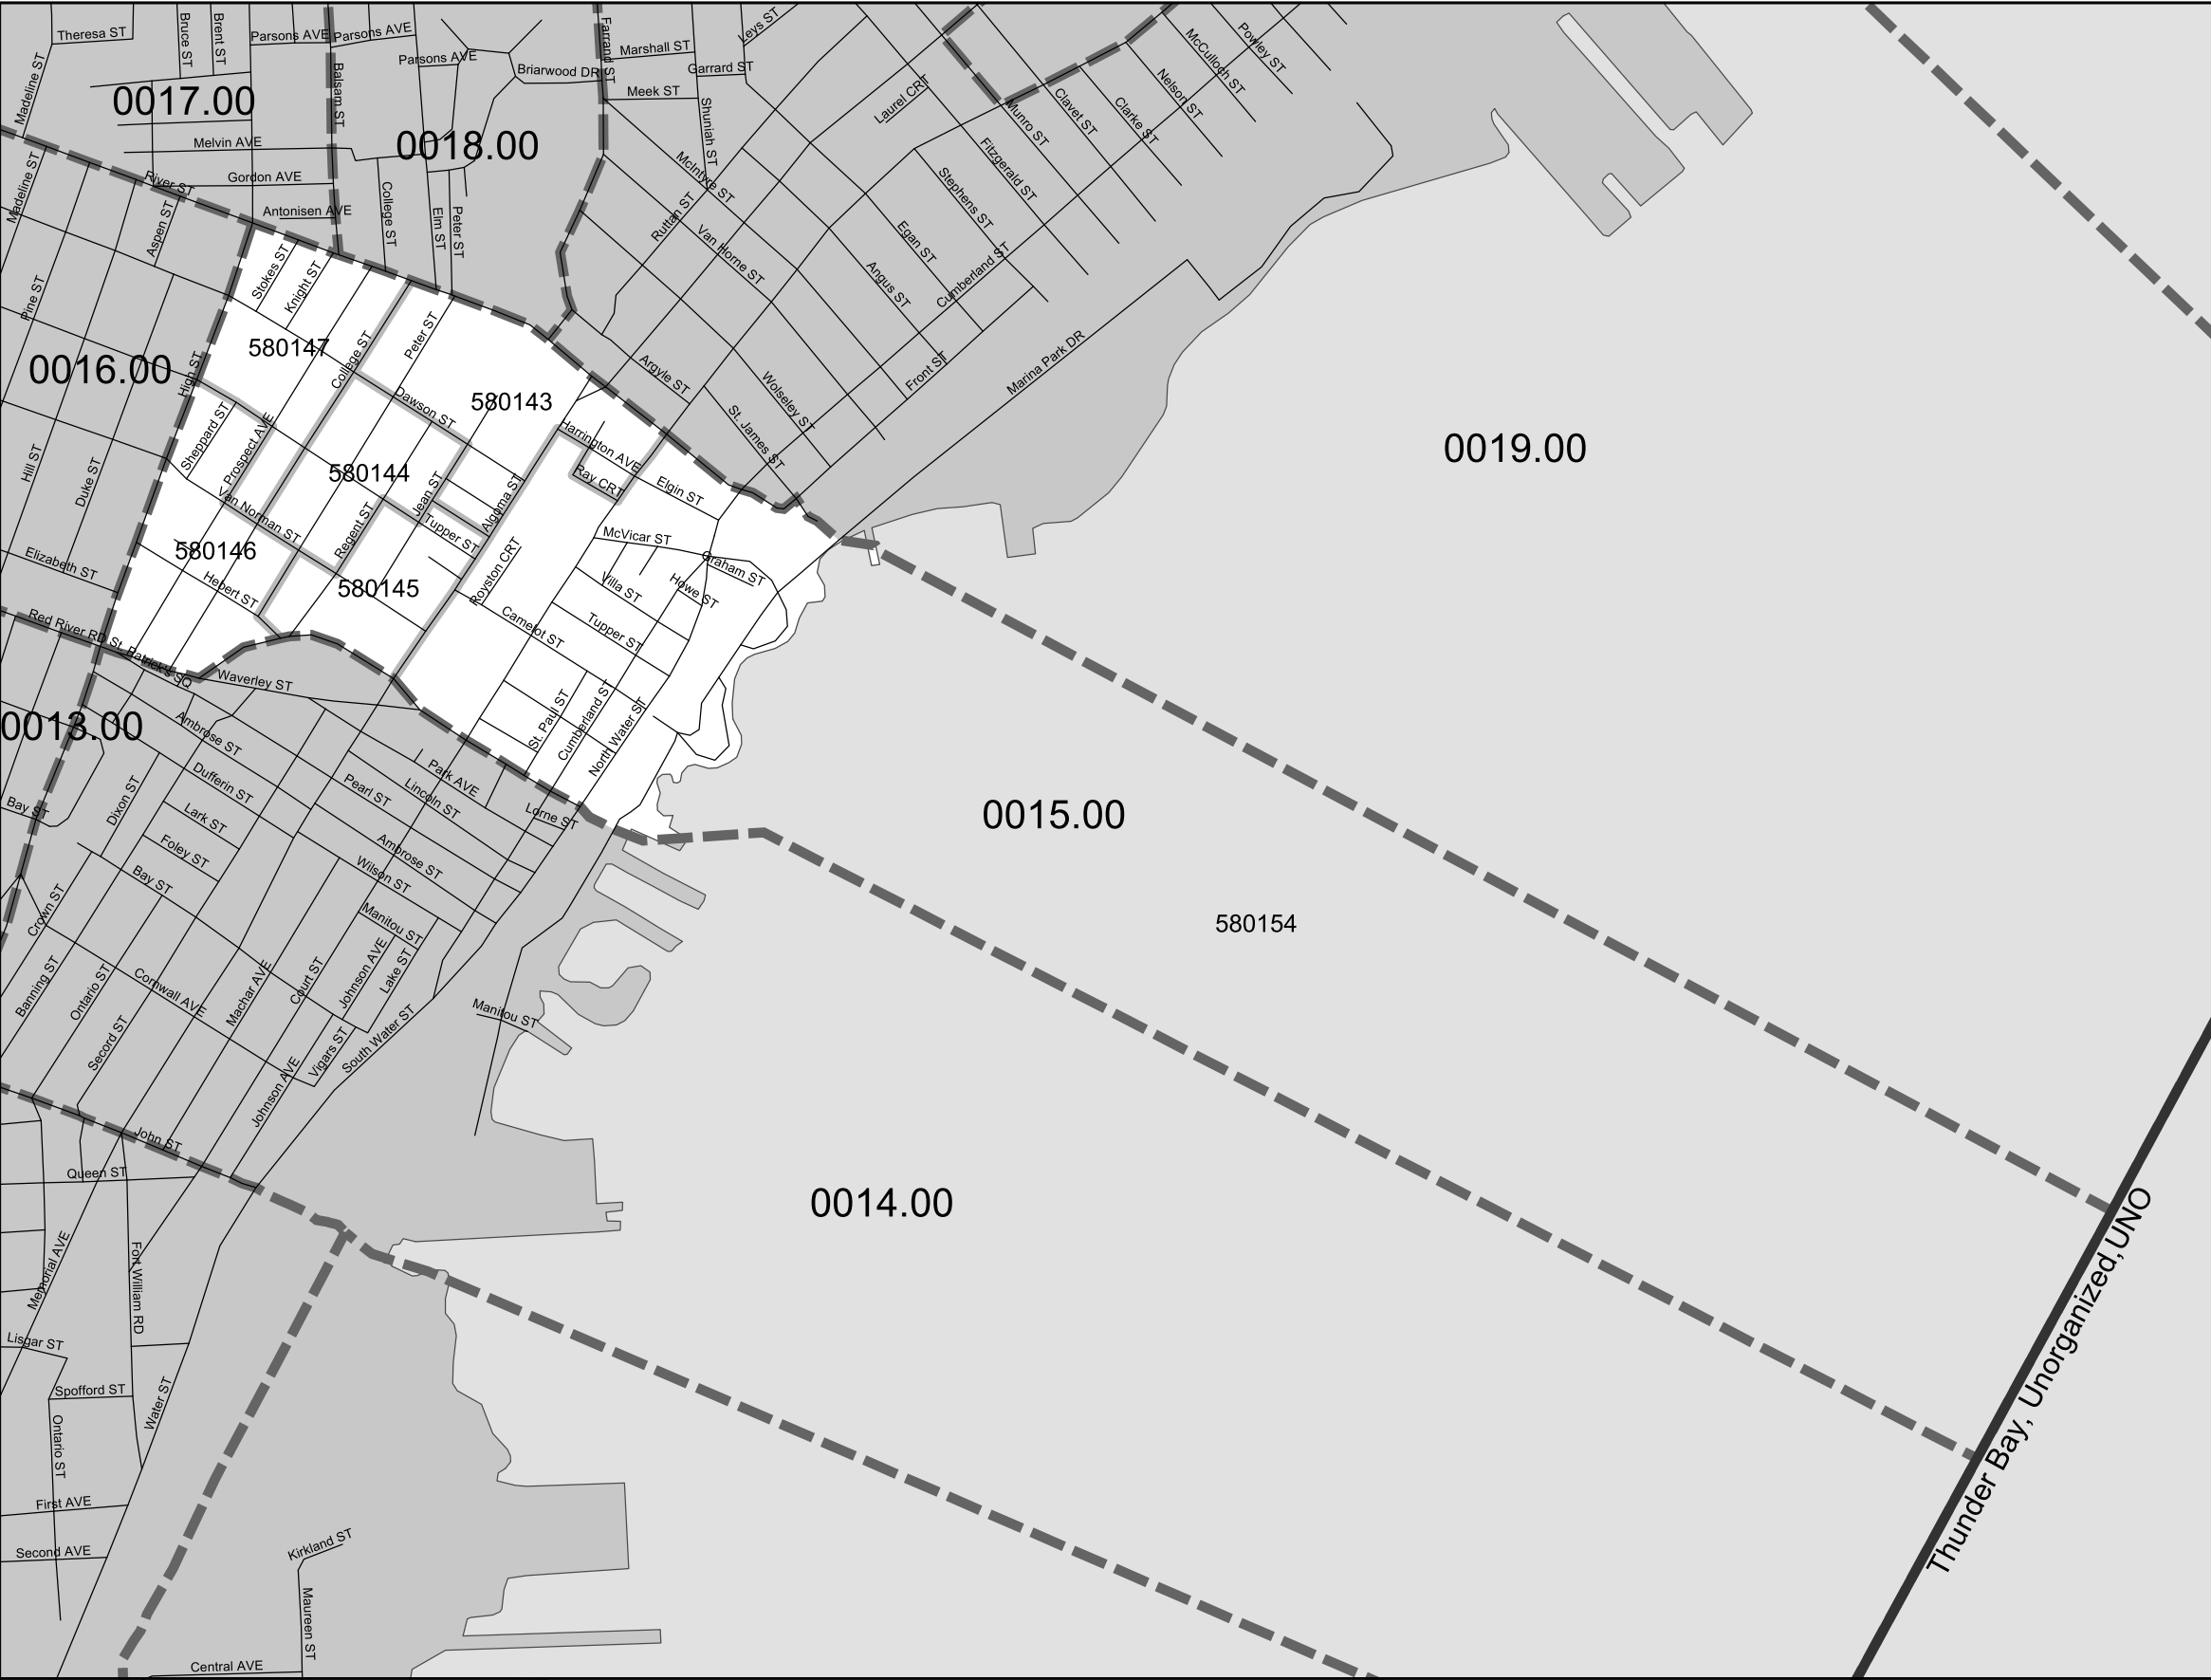 Theresa ST
Bruce ST
Brent ST
Parsons AVE
Parsons AVE
Parsons AVE
Farrand ST
Leys ST
Marshall ST
Garrard ST
Briarwood DR
Meek ST
Madeline ST
0017.00
Balsam ST
0018.00
Shuniah ST
Laurel CRT
McCulloch ST
Powley ST
Nelson ST
Clarke ST
Clavet ST
Munro ST
Fitzgerald ST
Melvin AVE
Gordon AVE
River ST
Antonisen AVE
Madeline ST
Aspen ST
College ST
Elm ST
Peter ST
McIntyre ST
Ruttan ST
Van Horne ST
Stephens ST
Egan ST
Angus ST
Cumberland ST
Stokes ST
Knight ST
Pine ST
580147
College ST
Peter ST
0016.00
High ST
Argyle ST
Wolseley ST
Front ST
Marina Park DR
580143
Dawson ST
St. James ST
Sheppard ST
Prospect AVE
Harrington AVE
Ray CRT
Elgin ST
0019.00
Hill ST
Duke ST
580144
Jean ST
Algoma ST
Van Norman ST
Regent ST
Tupper ST
McVicar ST
Graham ST
580146
Elizabeth ST
Hebert ST
580145
Royston CRT
Villa ST
Howe ST
Camelot ST
Tupper ST
Red River RD
St. Patrick's SQ
Waverley ST
St. Paul ST
Cumberland ST
North Water ST
0013.00
Ambrose ST
Dufferin ST
Dixon ST
Lark ST
Foley ST
Bay ST
Bay ST
Pearl ST
Park AVE
Lincoln ST
Lorne ST
Ambrose ST
Wilson ST
0015.00
580154
Crown ST
Manitou ST
Banning ST
Ontario ST
Cornwall AVE
Machar AVE
Court ST
Johnson AVE
Lake ST
Secord ST
Vigars ST
South Water ST
Manitou ST
Johnson AVE
John ST
Queen ST
0014.00
Memorial AVE
Fort William RD
Thunder Bay, Unorganized, UNO
Lisgar ST
Spofford ST
Water ST
Ontario ST
First AVE
Second AVE
Kirkland ST
Maureen ST
Central AVE